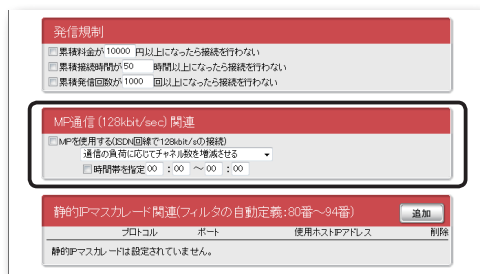 発信規制
累積料金が 10000 円以上になったら接続を行わない
累積接続時間が 50 時間以上になったら接続を行わない
累積発信回数が 1000 回以上になったら接続を行わない
MP通信(128kbit/sec)関連
MPを使用する(ISDN回線で128kbit/sの接続)
通信の負荷に応じてチャネル数を増減させる
時間帯を指定 00 : 00 ~ 00 : 00
静的IPマスカレード関連(フィルタの自動定義:80番~94番) 追加
プロトコル ポート 使用ホストIPアドレス 削除
静的IPマスカレードは設定されていません。